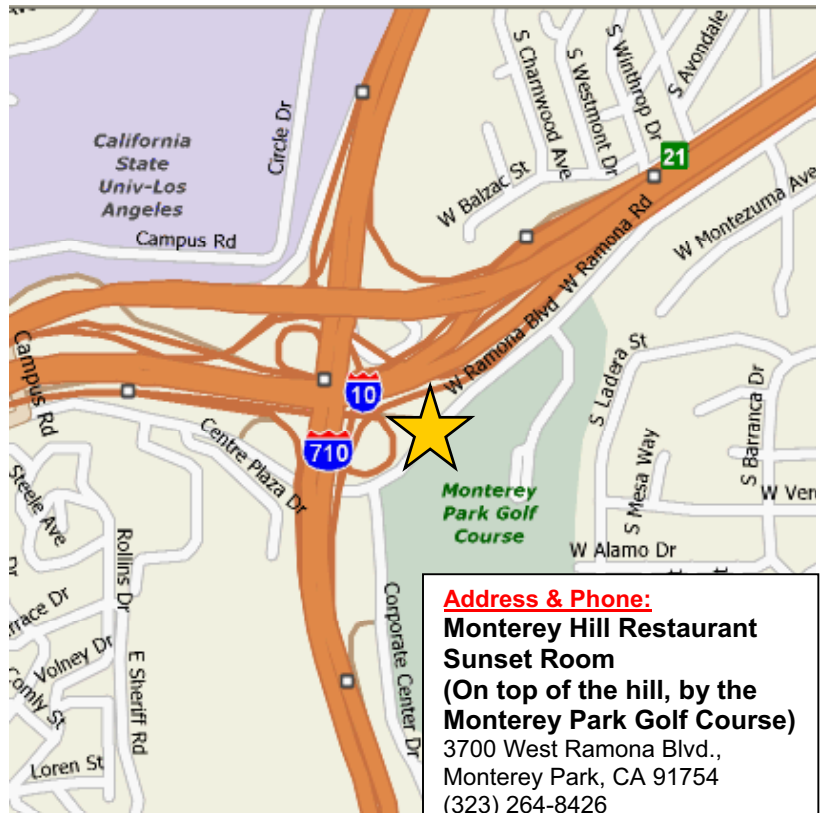 California
State
Univ-Los
Angeles
Circle Dr
Campus Rd
S Charnwood Ave
S Westmont Dr
S Winthrop Dr
S Avondale
21
W Balzac St
W Ramona Rd
W Montezuma Ave
W Ramona Blvd
Campus Rd
10
710
Centre Plaza Dr
S Ladera St
S Barranca Dr
S Mesa Way
Monterey
Park Golf
Course
W Alamo Dr
Steele Ave
Rollins Dr
Dr
Volney Dr
Comly St
E Sheriff Rd
Loren St
Corporate Center Dr
Address & Phone:
Monterey Hill Restaurant
Sunset Room
(On top of the hill, by the
Monterey Park Golf Course)
3700 West Ramona Blvd.,
Monterey Park, CA 91754
(323) 264-8426